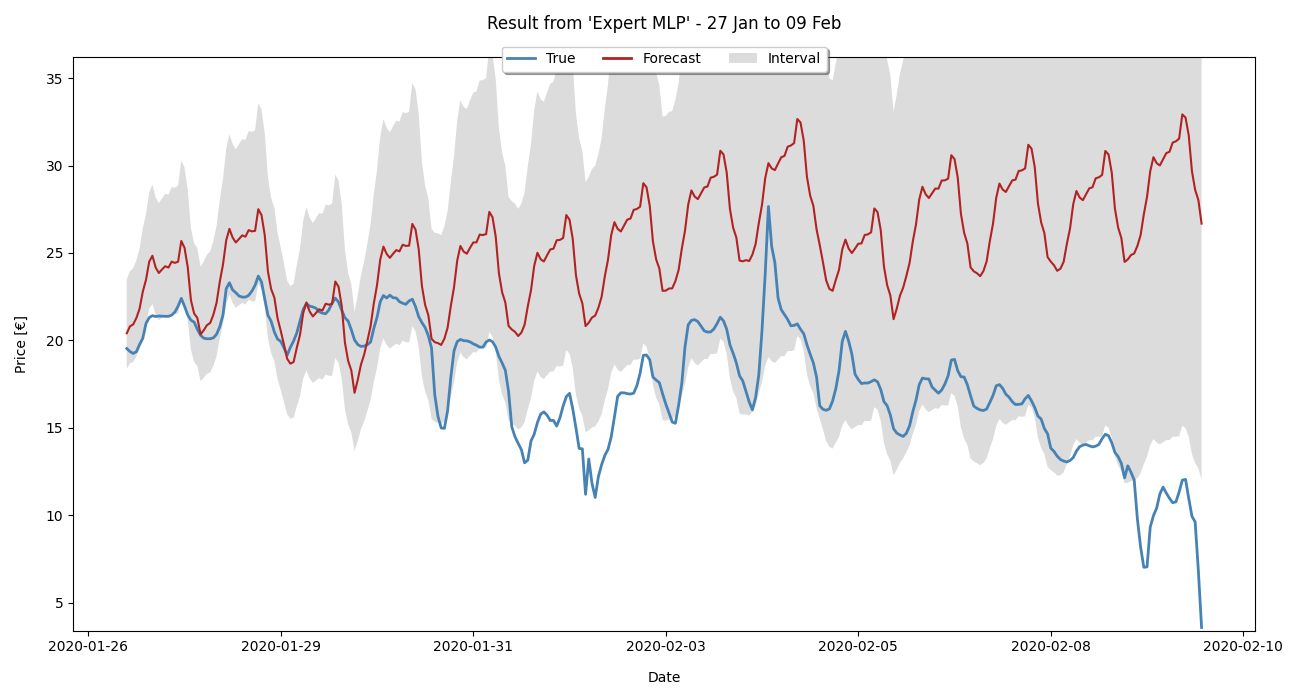 Result from 'Expert MLP' - 27 Jan to 09 Feb
True Forecast Interval
35
30
25
20
15
10
5
Price [€]
2020-01-26 2020-01-29 2020-01-31 2020-02-03 2020-02-05 2020-02-08 2020-02-10
Date